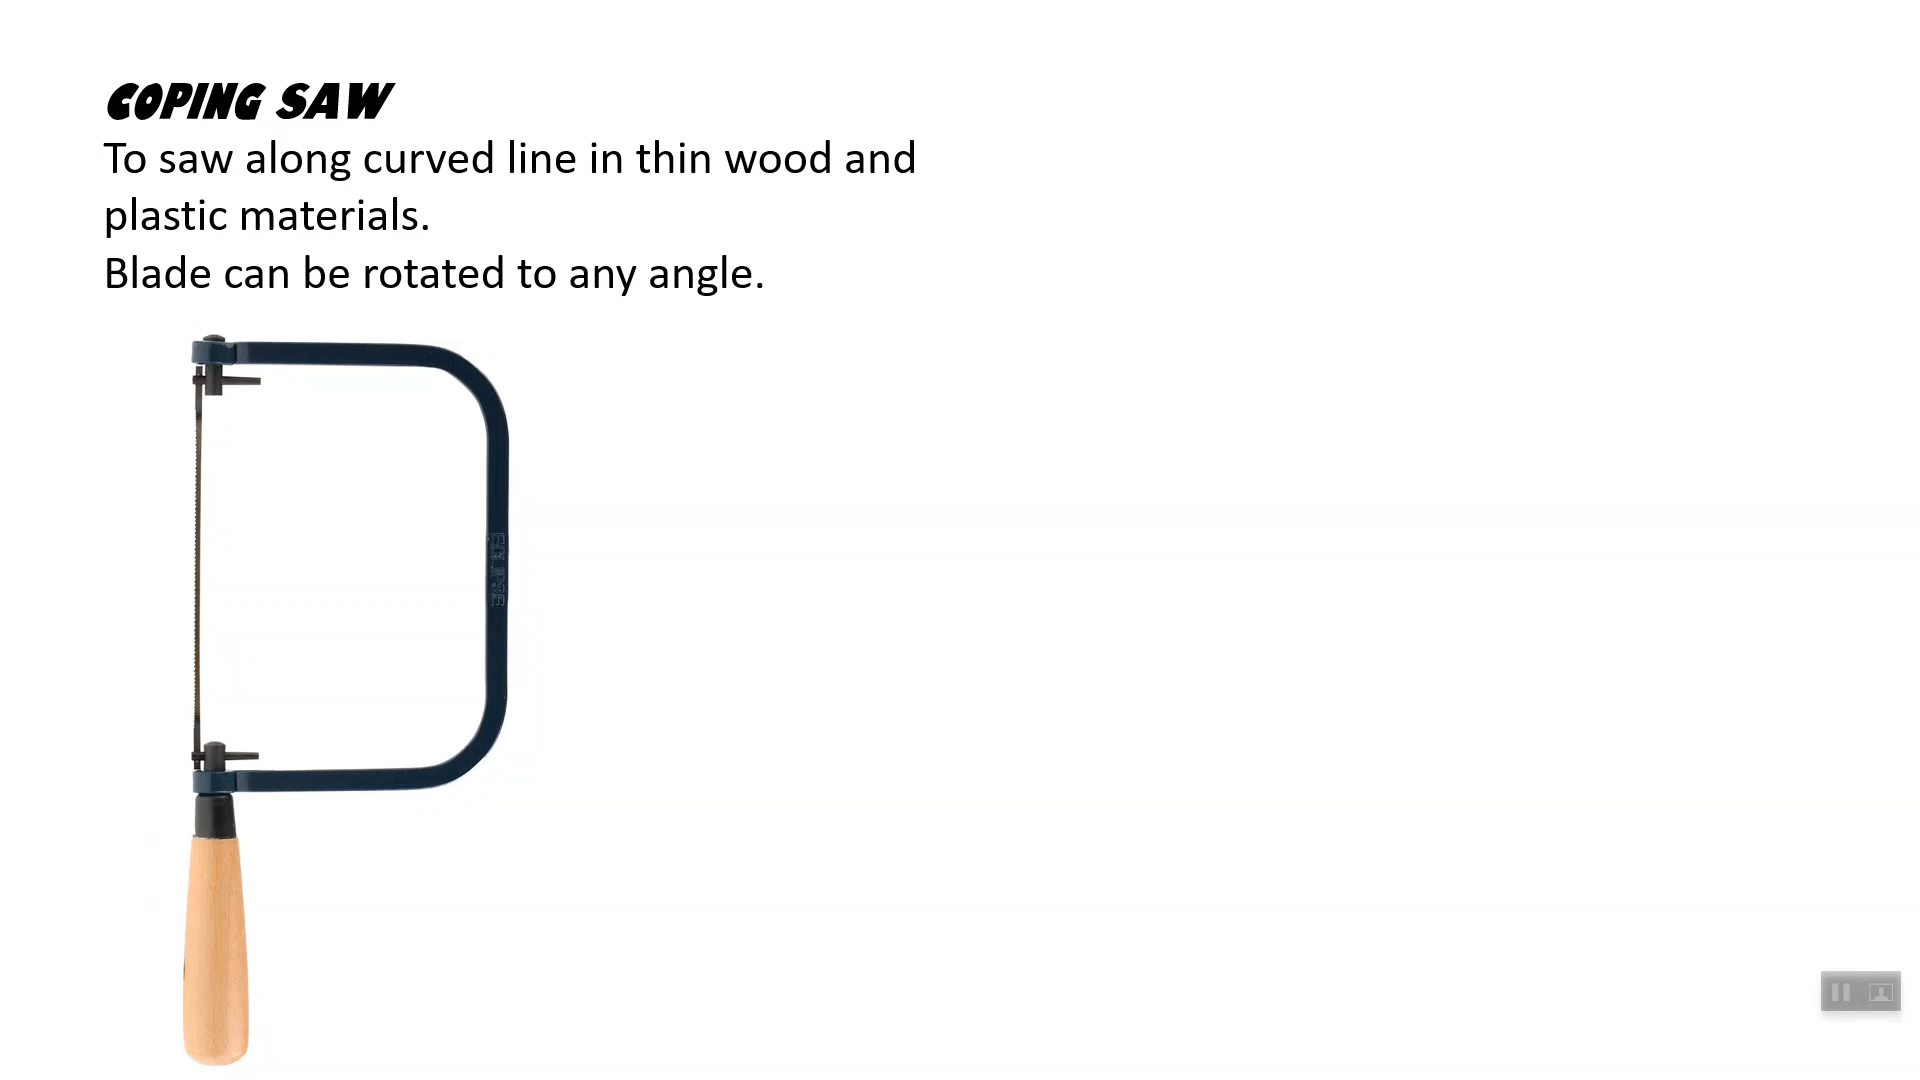 COPING SAW
To saw along curved line in thin wood and
plastic materials.
Blade can be rotated to any angle.
ECLIPSE